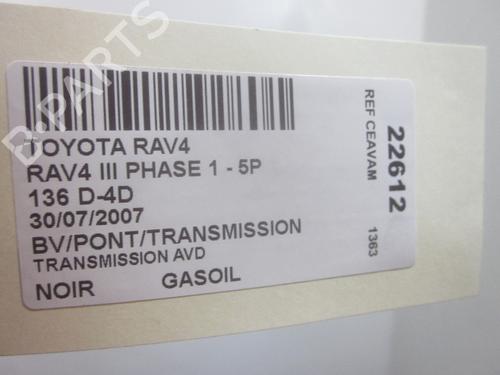 B-PARTS
TOYOTA RAV4
RAV4 III PHASE 1 - 5P
136 D-4D
30/07/2007
BV/PONT/TRANSMISSION
TRANSMISSION AVD
NOIR GASOIL
REF CEAVAM
22612
1363